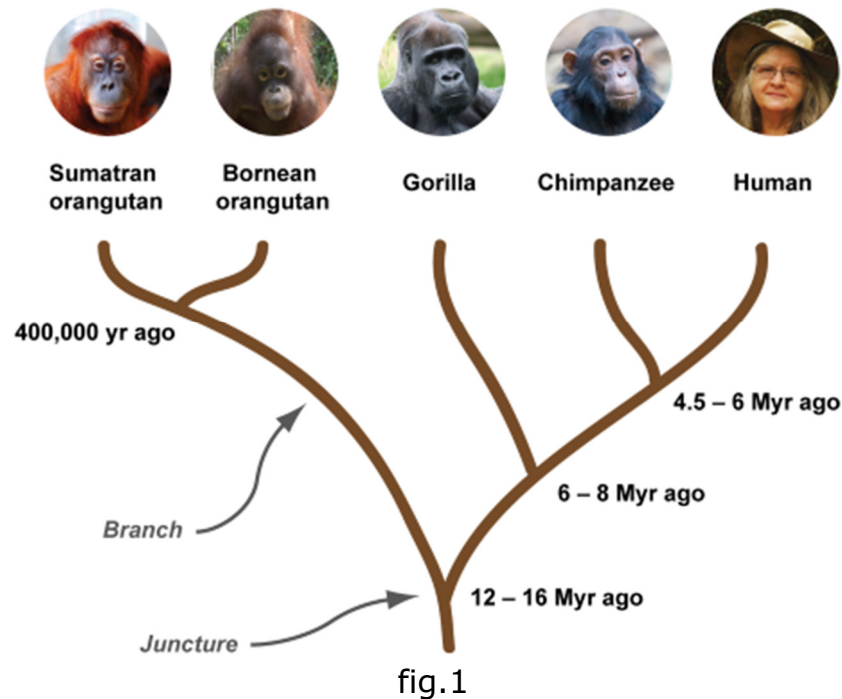 Sumatran
orangutan
Bornean
orangutan
Gorilla
Chimpanzee
Human
400,000 yr ago
4.5 – 6 Myr ago
6 – 8 Myr ago
Branch
12 – 16 Myr ago
Juncture
fig.1